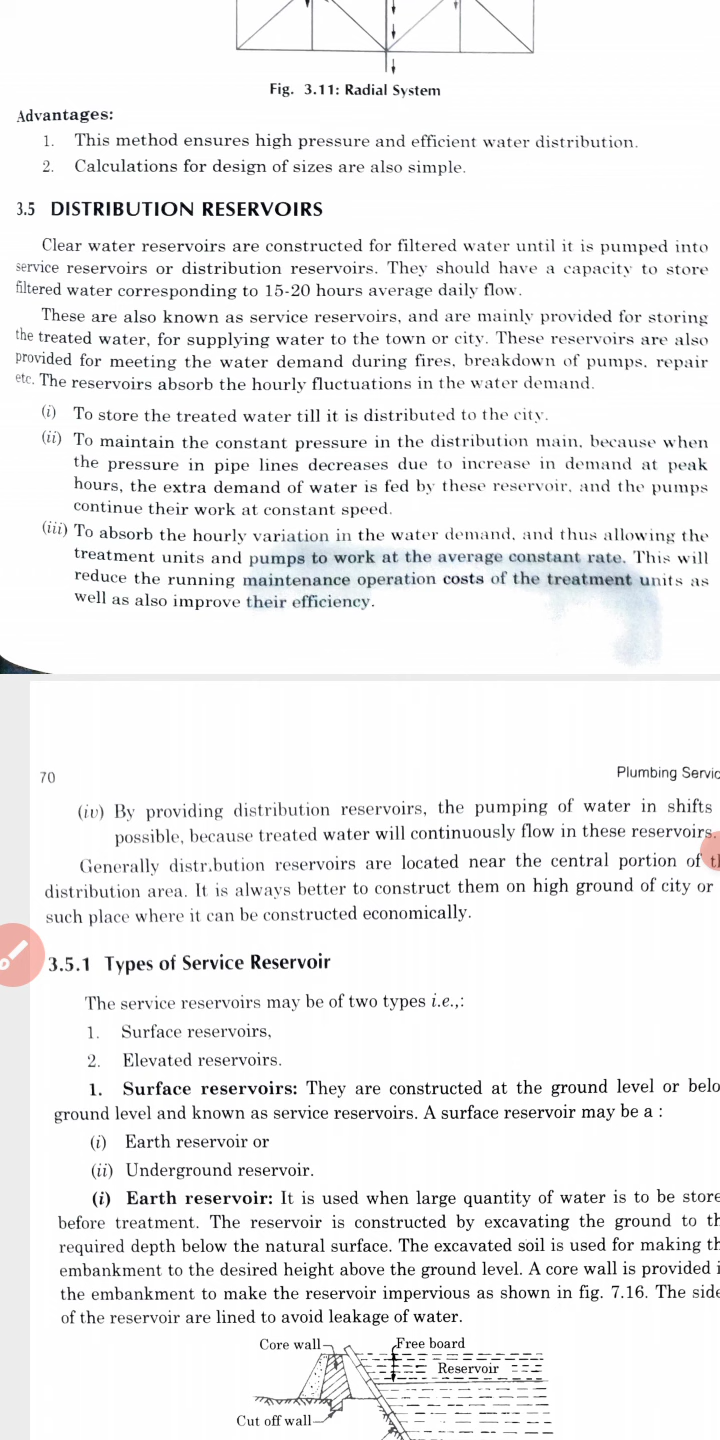 Fig. 3.11: Radial System
Advantages:
1. This method ensures high pressure and efficient water distribution.
2. Calculations for design of sizes are also simple.
3.5 DISTRIBUTION RESERVOIRS
Clear water reservoirs are constructed for filtered water until it is pumped into
service reservoirs or distribution reservoirs. They should have a capacity to store
filtered water corresponding to 15-20 hours average daily flow.
These are also known as service reservoirs, and are mainly provided for storing
the treated water, for supplying water to the town or city. These reservoirs are also
provided for meeting the water demand during fires, breakdown of pumps, repair
etc. The reservoirs absorb the hourly fluctuations in the water demand.
(i) To store the treated water till it is distributed to the city.
(ii) To maintain the constant pressure in the distribution main, because when
the pressure in pipe lines decreases due to increase in demand at peak
hours, the extra demand of water is fed by these reservoir, and the pumps
continue their work at constant speed.
(iii) To absorb the hourly variation in the water demand, and thus allowing the
treatment units and pumps to work at the average constant rate. This will
reduce the running maintenance operation costs of the treatment units as
well as also improve their efficiency.
70
Plumbing Servic
(iv) By providing distribution reservoirs, the pumping of water in shifts
possible, because treated water will continuously flow in these reservoirs.
Generally distr.bution reservoirs are located near the central portion of t
distribution area. It is always better to construct them on high ground of city or
such place where it can be constructed economically.
3.5.1 Types of Service Reservoir
The service reservoirs may be of two types i.e.,:
1. Surface reservoirs,
2. Elevated reservoirs.
1. Surface reservoirs: They are constructed at the ground level or belo
ground level and known as service reservoirs. A surface reservoir may be a :
(i) Earth reservoir or
(ii) Underground reservoir.
(i) Earth reservoir: It is used when large quantity of water is to be store
before treatment. The reservoir is constructed by excavating the ground to th
required depth below the natural surface. The excavated soil is used for making th
embankment to the desired height above the ground level. A core wall is provided i
the embankment to make the reservoir impervious as shown in fig. 7.16. The side
of the reservoir are lined to avoid leakage of water.
Core wall
Free board
Reservoir
Cut off wall